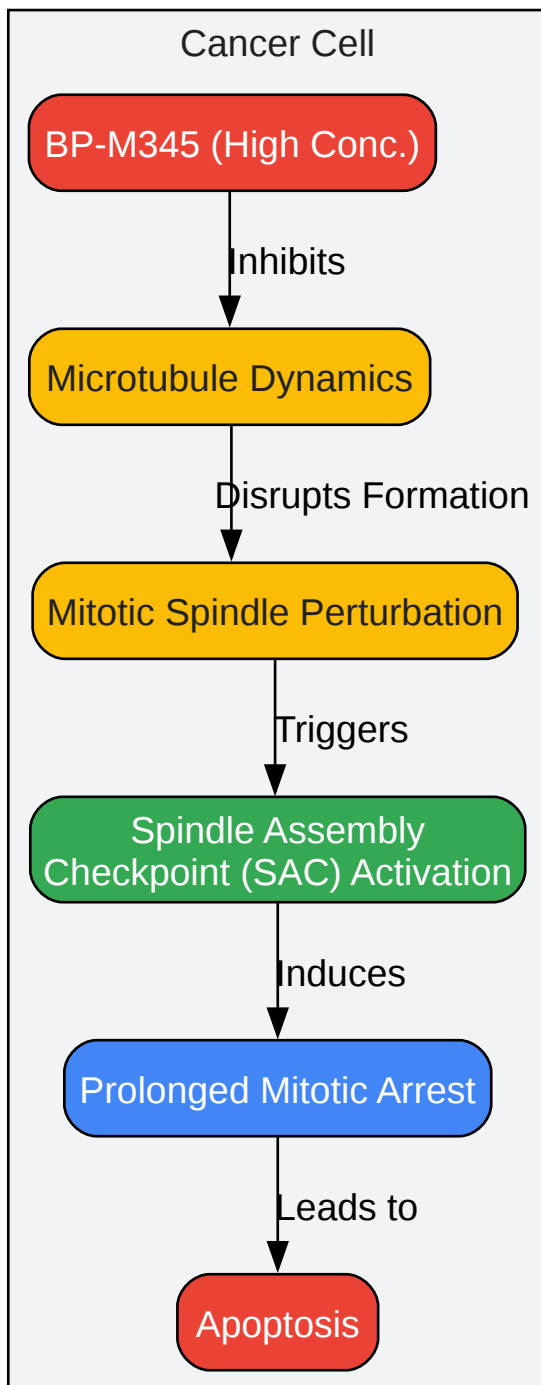 Cancer Cell
BP-M345 (High Conc.)
Inhibits
Microtubule Dynamics
Disrupts Formation
Mitotic Spindle Perturbation
Triggers
Spindle Assembly
Checkpoint (SAC) Activation
Induces
Prolonged Mitotic Arrest
Leads to
Apoptosis